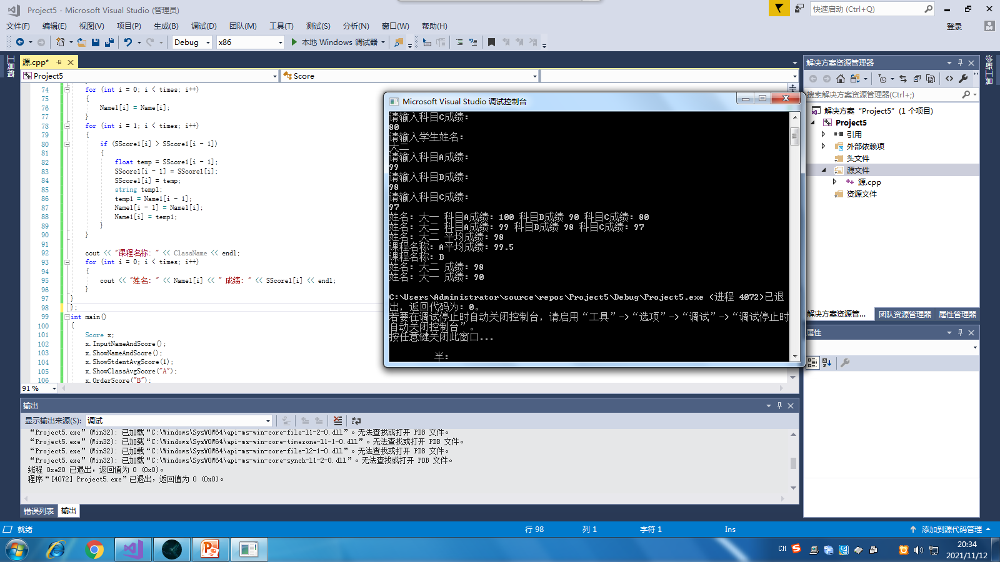 Project5 - Microsoft Visual Studio (管理员)
快速启动 (Ctrl+Q)
文件(F) 编辑(E) 视图(V) 项目(P) 生成(B) 调试(D) 团队(M) 工具(T) 测试(S) 分析(N) 窗口(W) 帮助(H)
登录
Debug x86 本地 Windows 调试器
工具箱
源.cpp*
Project5 Score
74 for (int i = 0; i < times; i++)
75 {
76 Name1[i] = Name[i];
77 }
78 for (int i = 1; i < times; i++)
79 {
80 if (SScore1[i] > SScore1[i - 1])
81 {
82 float temp = SScore1[i - 1];
83 SScore1[i - 1] = SScore1[i];
84 SScore1[i] = temp;
85 string temp1;
86 temp1 = Name1[i - 1];
87 Name1[i - 1] = Name1[i];
88 Name1[i] = temp1;
89 }
90 }
91
92 cout << "课程名称: " << ClassName << endl;
93 for (int i = 0; i < times; i++)
94 {
95 cout << "姓名: " << Name1[i] << " 成绩: " << SScore1[i] << endl;
96 }
97 }
98 };
99 int main()
100 {
101 Score x;
102 x.InputNameAndScore();
103 x.ShowNameAndScore();
104 x.ShowStdentAvgScore(1);
105 x.ShowClassAvgScore("A");
106 x.OrderScore("B");
91 %
Microsoft Visual Studio 调试控制台
请输入科目C成绩:
80
请输入学生姓名:
大二
请输入科目A成绩:
99
请输入科目B成绩:
98
请输入科目C成绩:
97
姓名: 大一 科目A成绩: 100 科目B成绩 90 科目C成绩: 80
姓名: 大二 科目A成绩: 99 科目B成绩 98 科目C成绩: 97
姓名: 大二 平均成绩: 98
课程名称: A平均成绩: 99.5
课程名称: B
姓名: 大二 成绩: 98
姓名: 大一 成绩: 90
C:\Users\Administrator\source\repos\Project5\Debug\Project5.exe (进程 4072)已退
出，返回代码为: 0。
若要在调试停止时自动关闭控制台，请启用“工具”->“选项”->“调试”->“调试停止时
自动关闭控制台”。
按任意键关闭此窗口...
半:
解决方案资源管理器
搜索解决方案资源管理器(Ctrl+;)
解决方案 “Project5” (1 个项目)
Project5
引用
外部依赖项
头文件
源文件
源.cpp
资源文件
解决方案资源管... 团队资源管理器 属性管理器
属性
诊断工具
输出
显示输出来源(S): 调试
“Project5.exe” (Win32): 已加载“C:\Windows\SysWOW64\api-ms-win-core-file-l1-2-0.dll”。无法查找或打开 PDB 文件。
“Project5.exe” (Win32): 已加载“C:\Windows\SysWOW64\api-ms-win-core-timezone-l1-1-0.dll”。无法查找或打开 PDB 文件。
“Project5.exe” (Win32): 已加载“C:\Windows\SysWOW64\api-ms-win-core-file-l2-1-0.dll”。无法查找或打开 PDB 文件。
“Project5.exe” (Win32): 已加载“C:\Windows\SysWOW64\api-ms-win-core-synch-l1-2-0.dll”。无法查找或打开 PDB 文件。
线程 0xe20 已退出，返回值为 0 (0x0)。
程序“[4072] Project5.exe”已退出，返回值为 0 (0x0)。
错误列表 输出
就绪 行 98 列 1 字符 1 Ins 添加到源代码管理
CH
20:34
2021/11/12